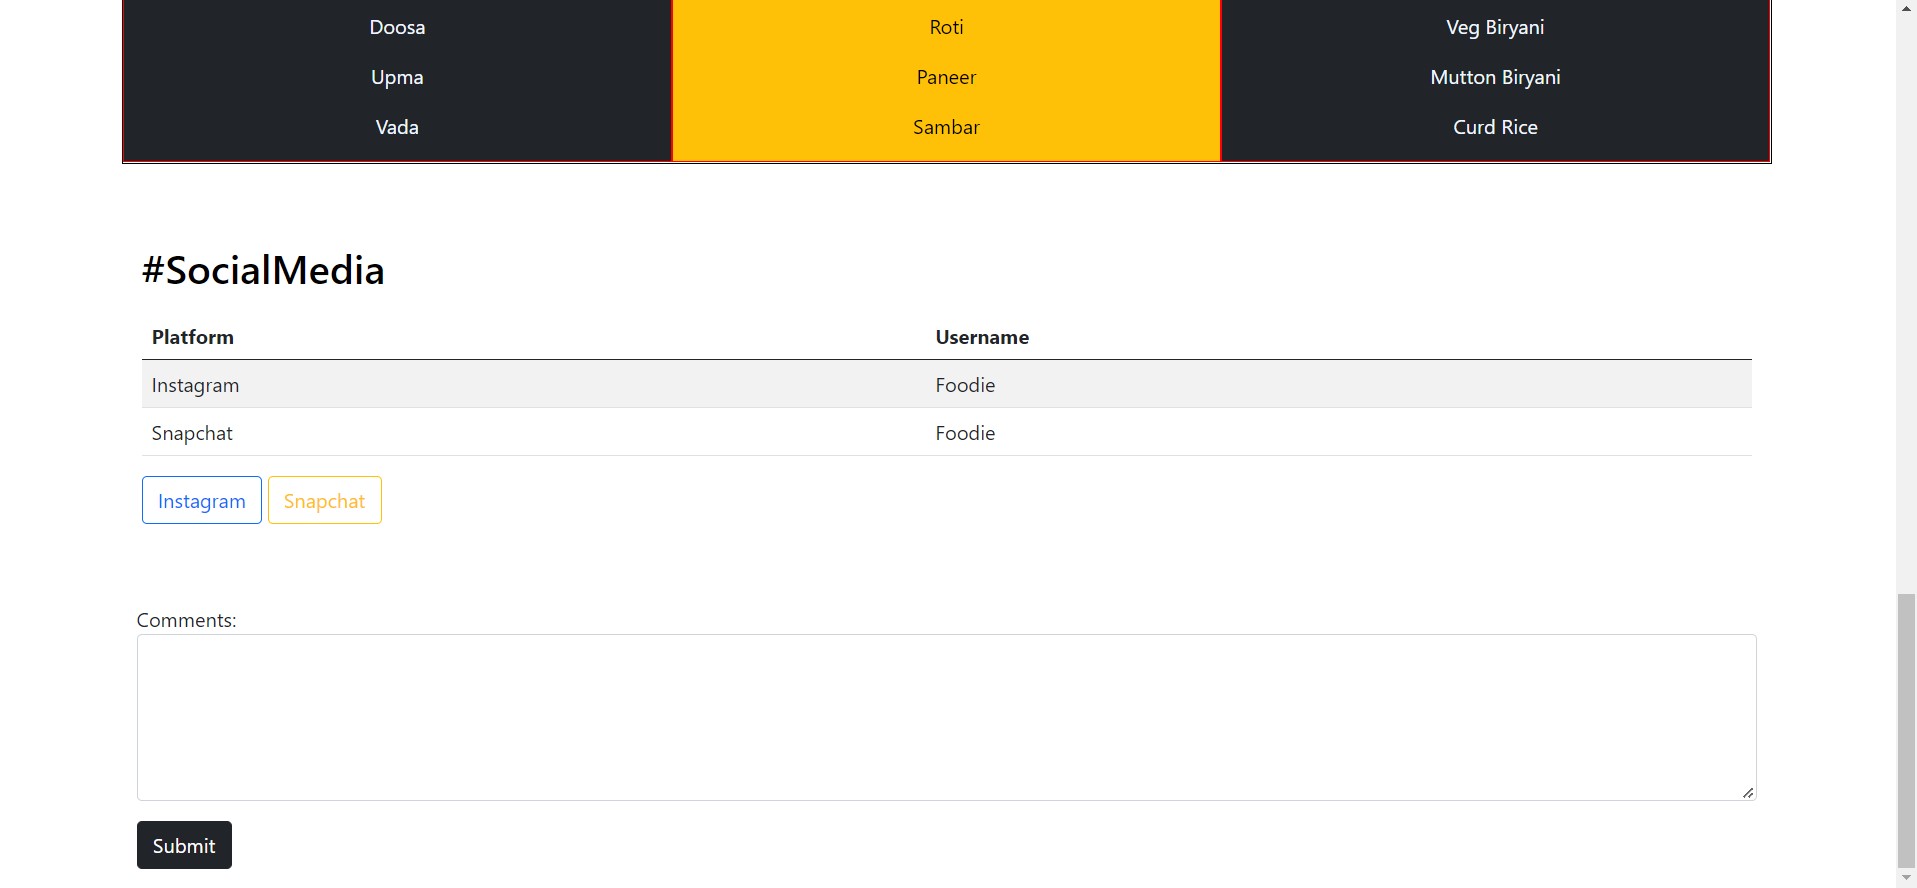 Doosa Roti Veg Biryani
Upma Paneer Mutton Biryani
Vada Sambar Curd Rice
#SocialMedia
Platform Username
Instagram Foodie
Snapchat Foodie
Instagram Snapchat
Comments:
Submit